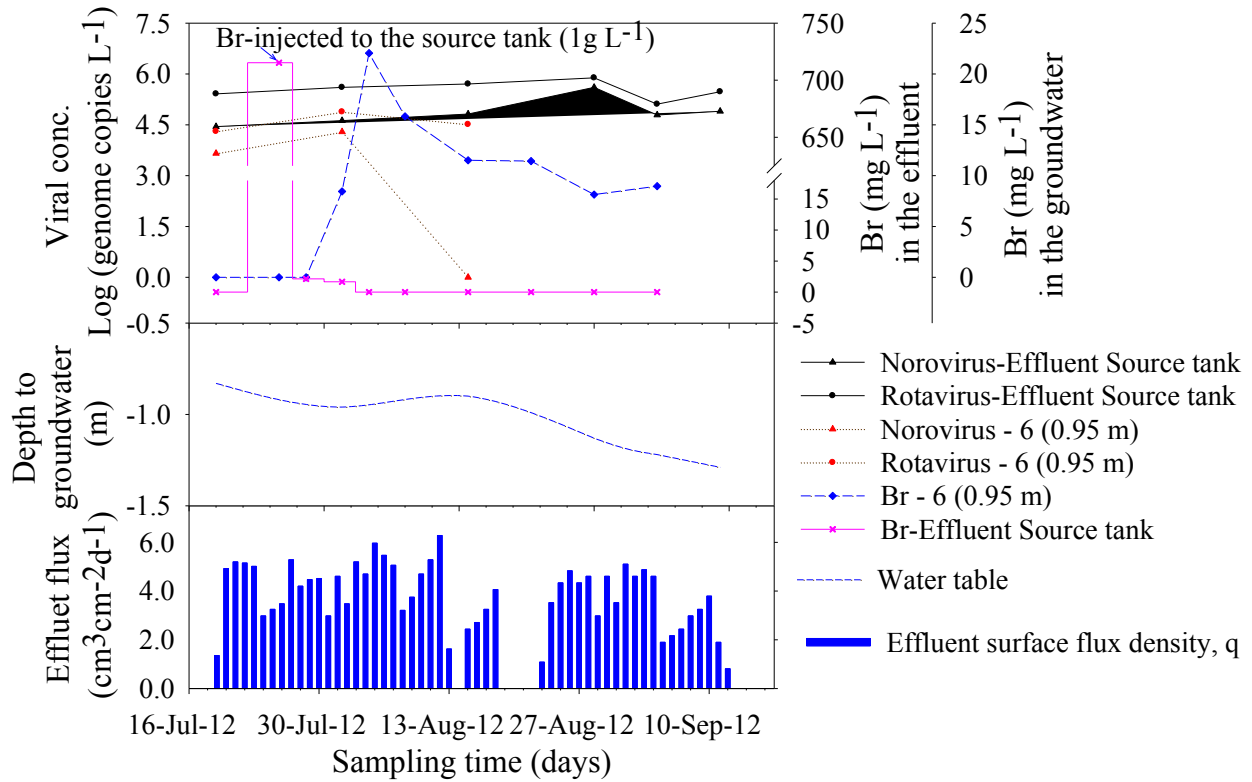 Br-injected to the source tank (1g L-1)
Viral conc.
Log (genome copies L-1)
7.5
6.0
4.5
3.0
1.5
0.0
-0.5
750
700
650
15
10
5
0
-5
Br (mg L-1)
in the effluent
25
20
15
10
5
0
Br (mg L-1)
in the groundwater
Depth to
groundwater
(m)
-1.0
-1.5
Effluet flux
(cm3cm-2d-1)
6.0
4.0
2.0
0.0
16-Jul-12
30-Jul-12
13-Aug-12
27-Aug-12
10-Sep-12
Sampling time (days)
Norovirus-Effluent Source tank
Rotavirus-Effluent Source tank
Norovirus - 6 (0.95 m)
Rotavirus - 6 (0.95 m)
Br - 6 (0.95 m)
Br-Effluent Source tank
Water table
Effluent surface flux density, q